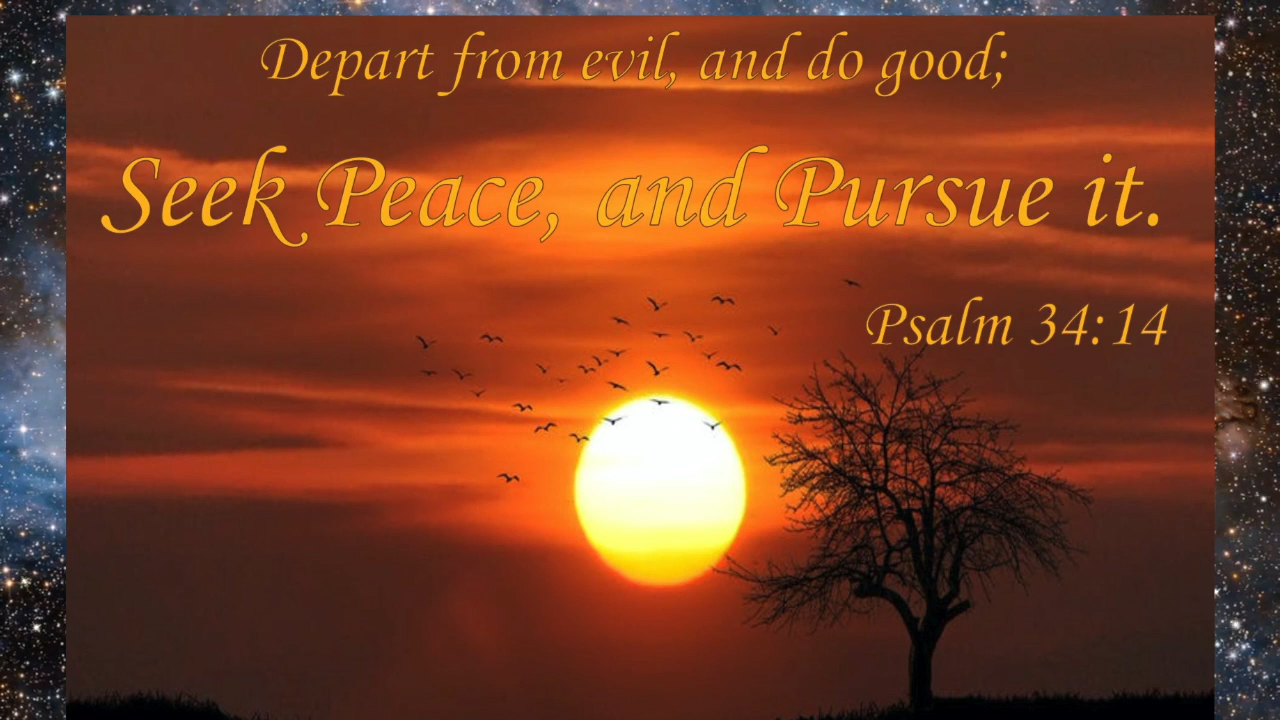 Depart from evil, and do good;
Seek Peace, and Pursue it.
Psalm 34:14